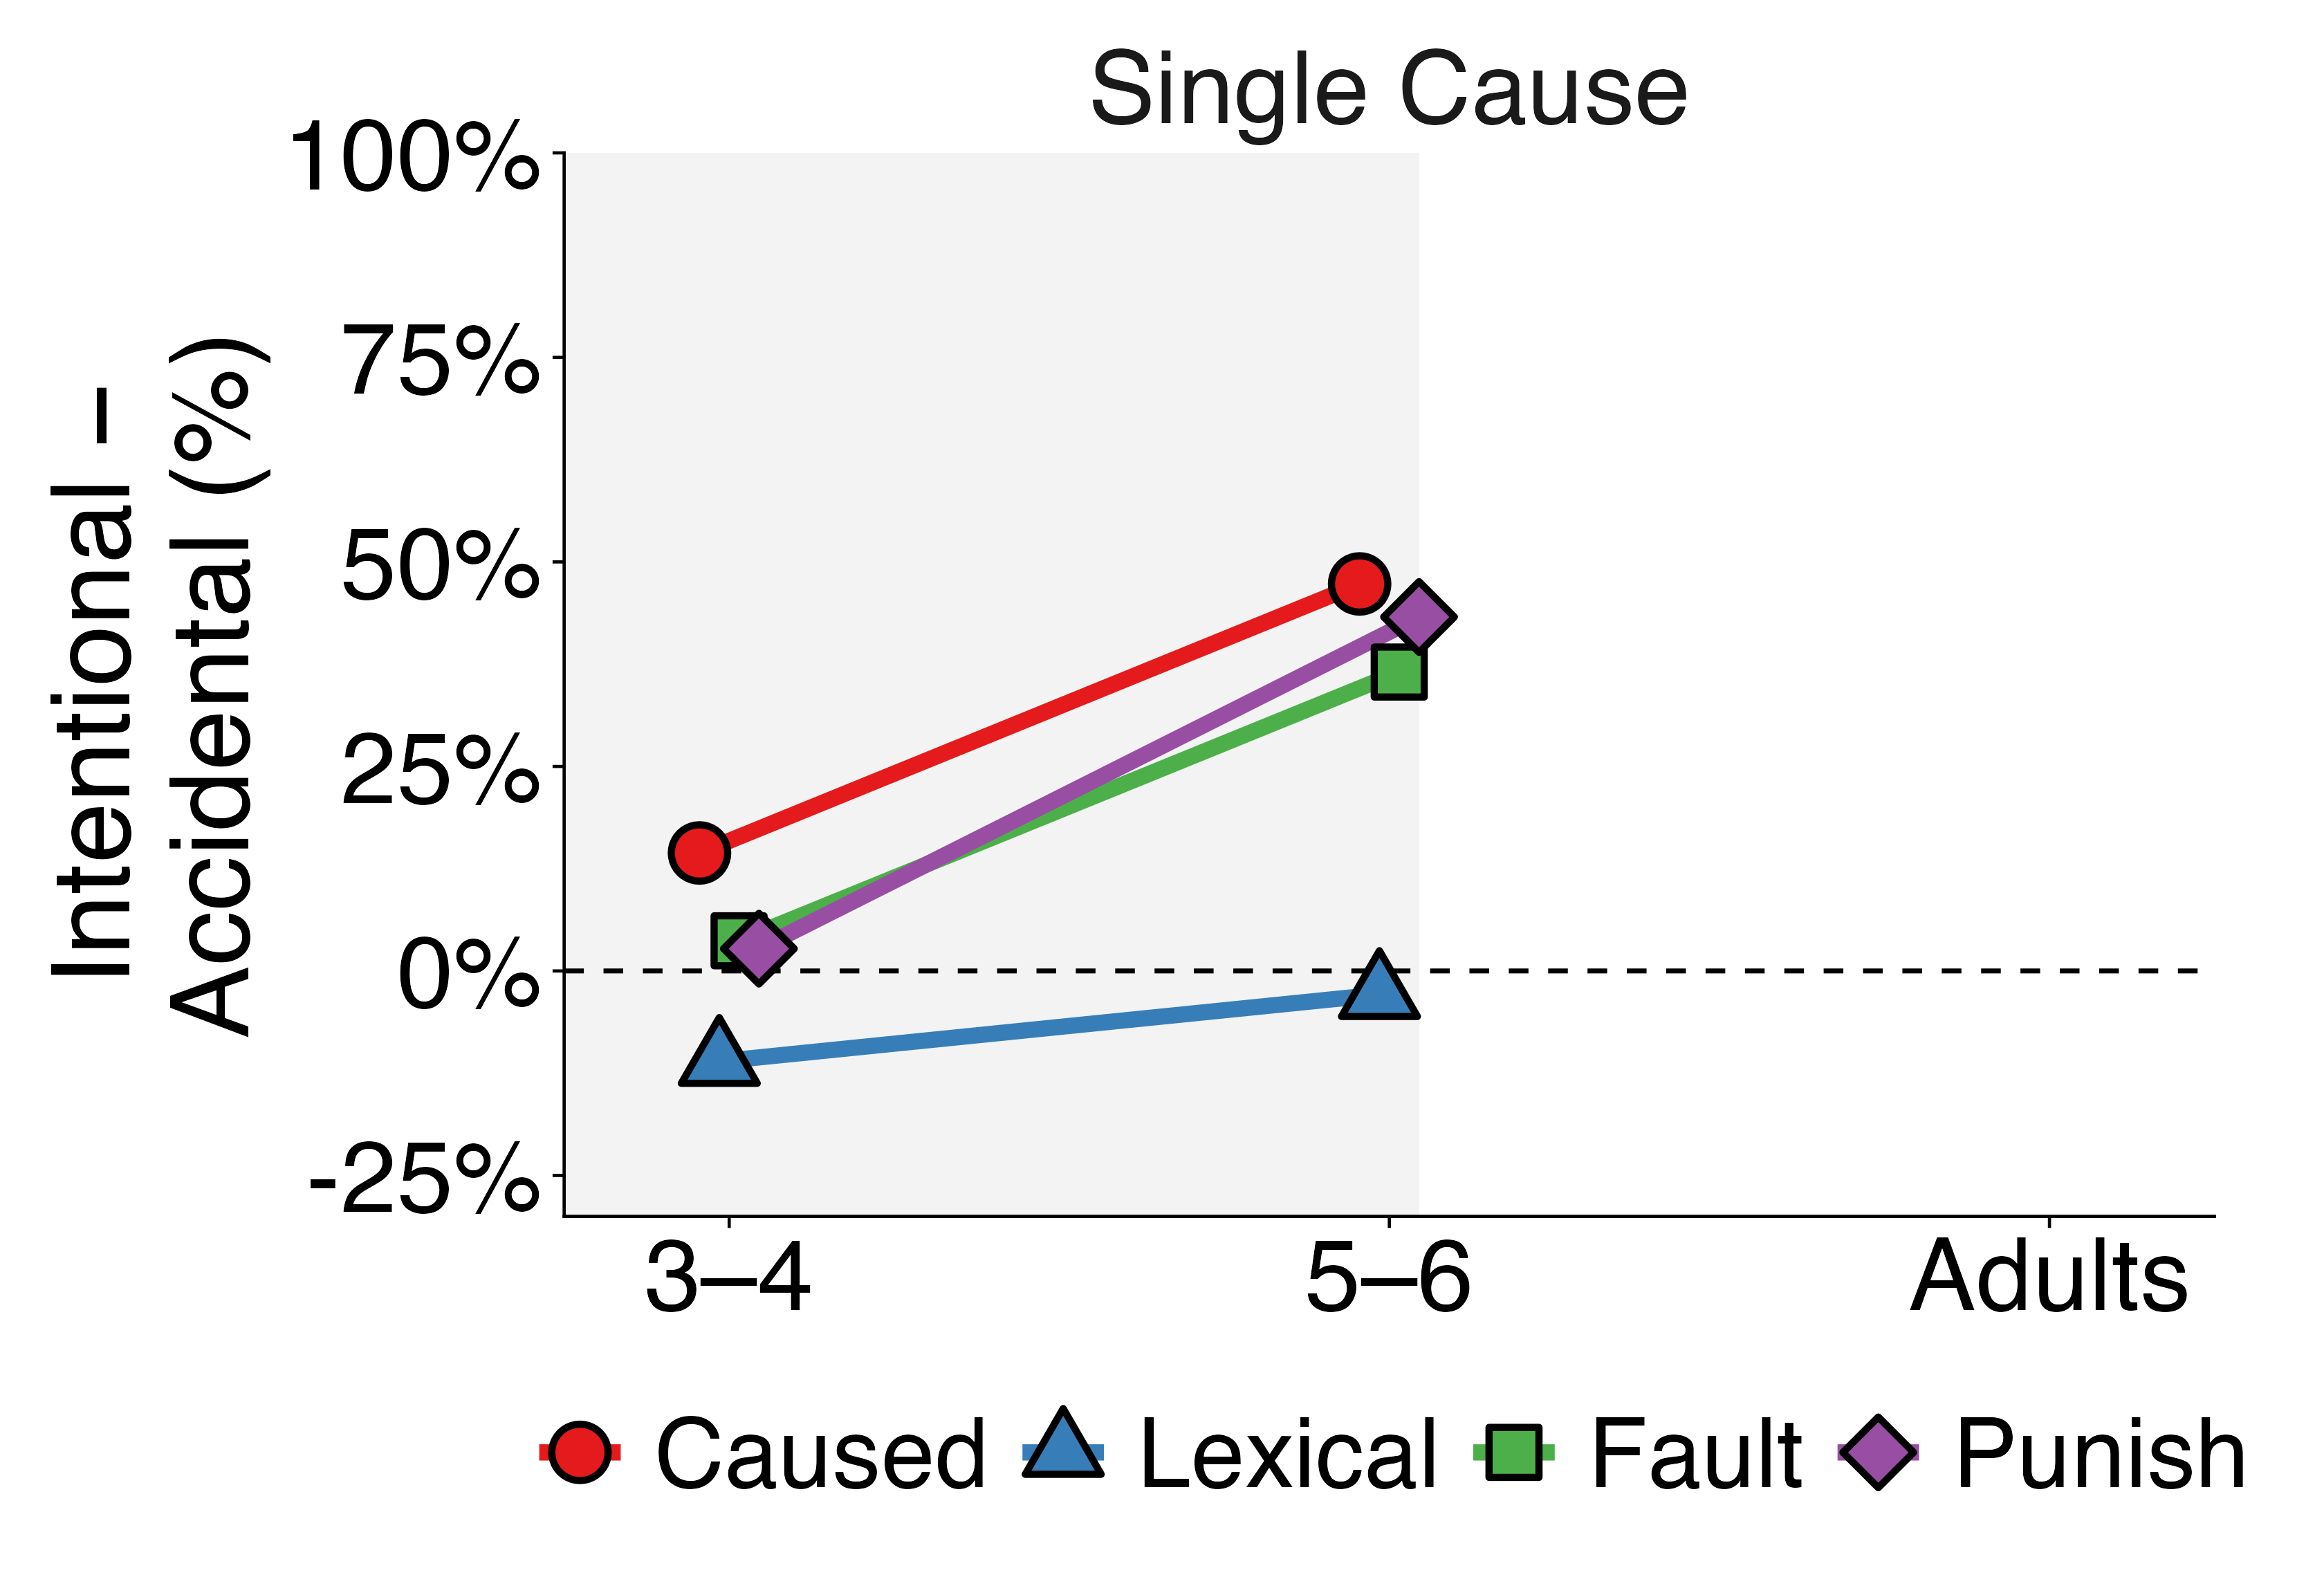 Single Cause
Intentional –
Accidental (%)
100%
75%
50%
25%
0%
-25%
3–4
5–6
Adults
Caused
Lexical
Fault
Punish